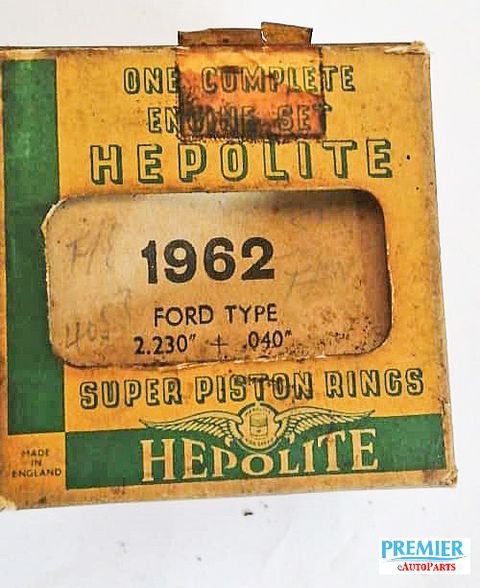 ONE COMPLETE
ENGINE SET
HEPOLITE
1962
FORD TYPE
2.230" + .040"
SUPER PISTON RINGS
HEPOLITE
MADE
IN
ENGLAND
PREMIER
eAutoParts